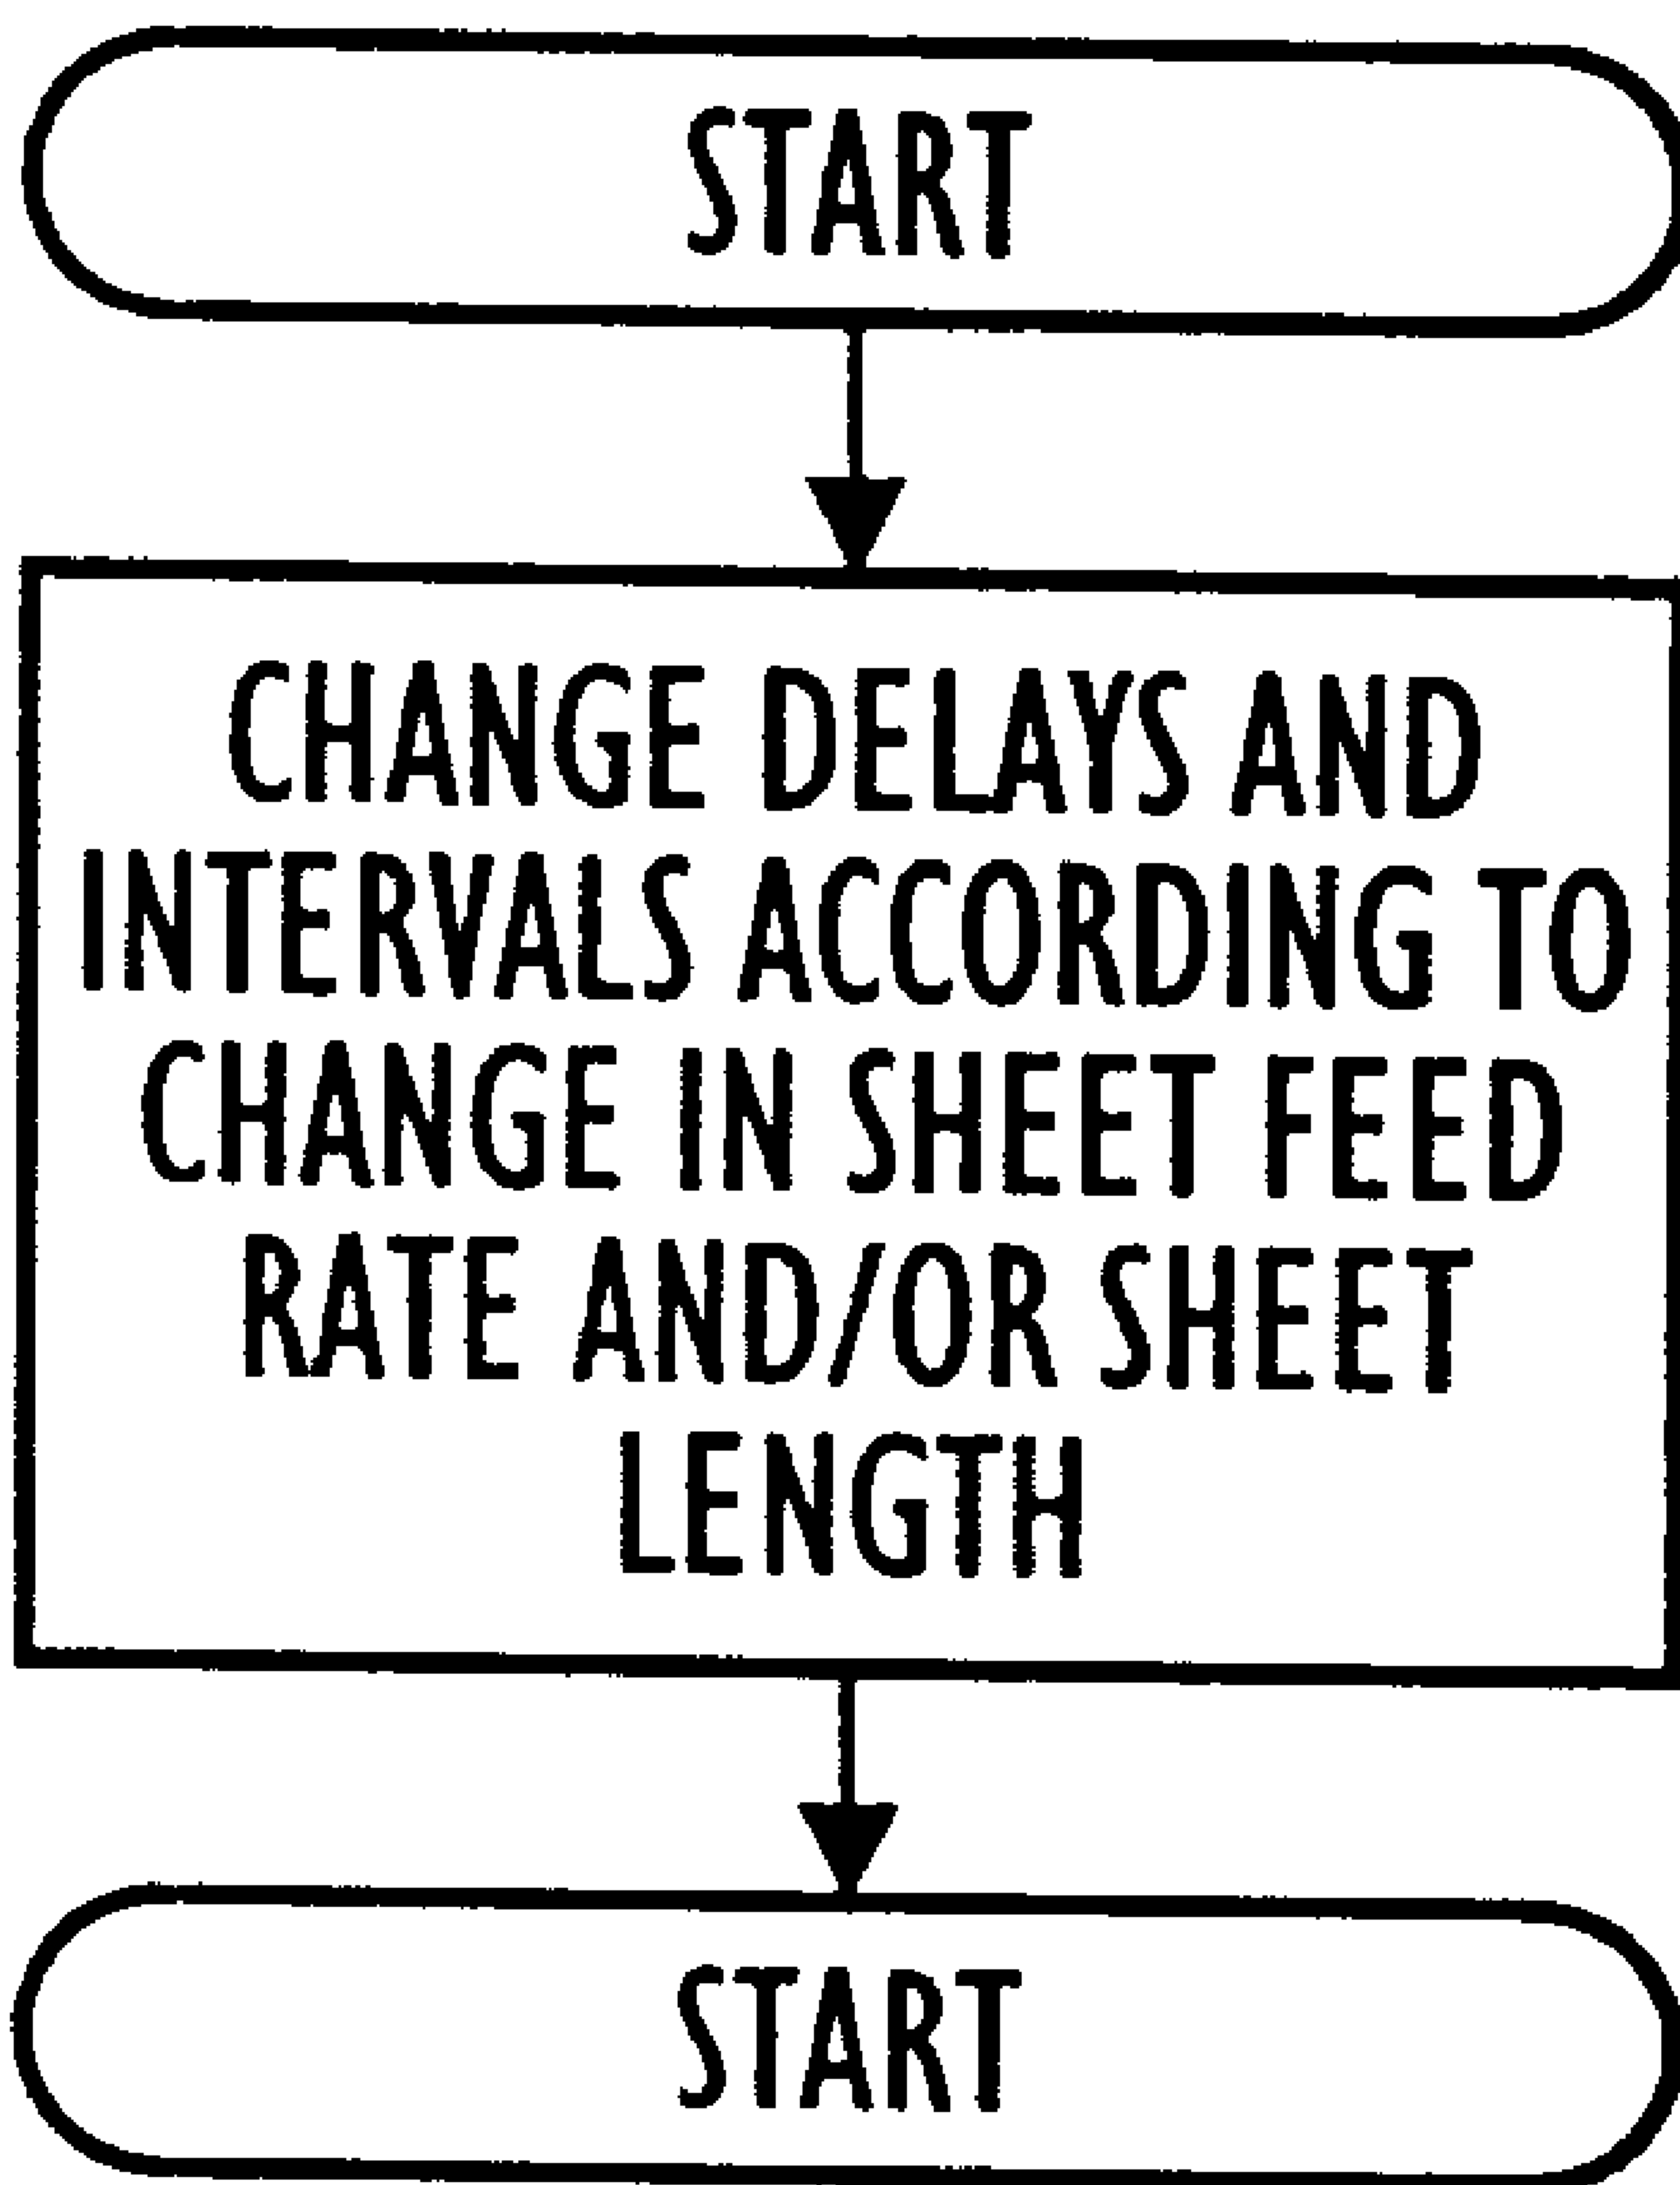 START
CHANGE DELAYS AND
INTERVALS ACCORDING TO
CHANGE IN SHEET FEED
RATE AND/OR SHEET
LENGTH
START